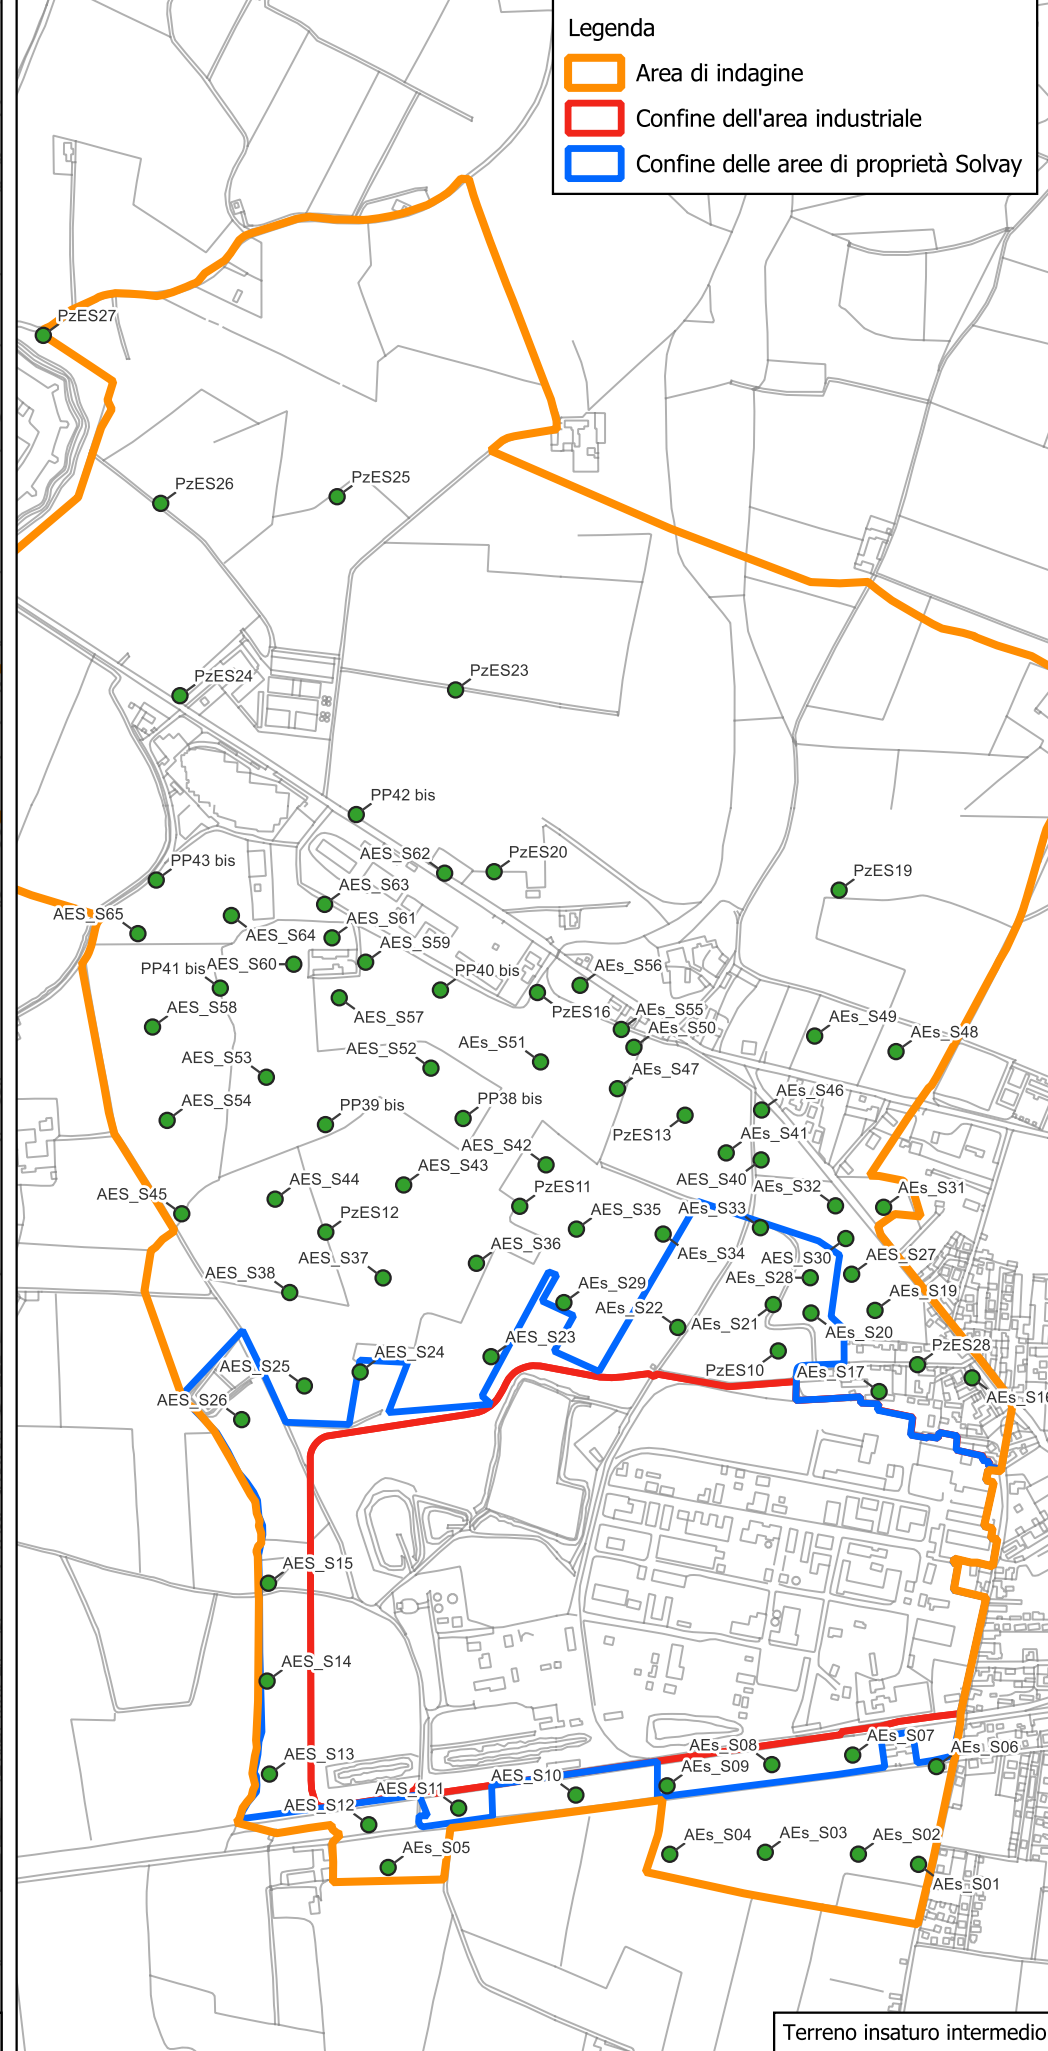 Legenda
Area di indagine
Confine dell'area industriale
Confine delle aree di proprietà Solvay
PzES27
PzES26
PzES25
PzES24
PzES23
PP42 bis
AES_S62
PzES20
PP43 bis
PzES19
AES_S63
AES_S65
AES_S61
AES_S64
AES_S59
AES_S60
PP41 bis
PP40 bis
AEs_S56
AES_S58
AES_S57
PzES16
AEs_S55
AEs_S49
AEs_S50
AEs_S48
AEs_S51
AES_S52
AES_S53
AEs_S47
AEs_S46
AES_S54
PP39 bis
PP38 bis
PzES13
AEs_S41
AES_S42
AES_S43
AES_S40
AES_S44
PzES11
AEs_S32
AEs_S31
AES_S45
PzES12
AES_S35
AEs_S33
AES_S36
AEs_S34
AES_S37
AES_S30
AEs_S27
AES_S38
AEs_S28
AEs_S29
AEs_S19
AEs_S22
AEs_S21
AEs_S20
AES_S23
AES_S24
PzES28
AES_S25
PzES10
AEs_S17
AES_S26
AEs_S16
AES_S15
AES_S14
AES_S13
AEs_S07
AEs_S08
AEs_S06
AES_S10
AEs_S09
AES_S11
AES_S12
AEs_S05
AEs_S04
AEs_S03
AEs_S02
AEs_S01
Terreno insaturo intermedio